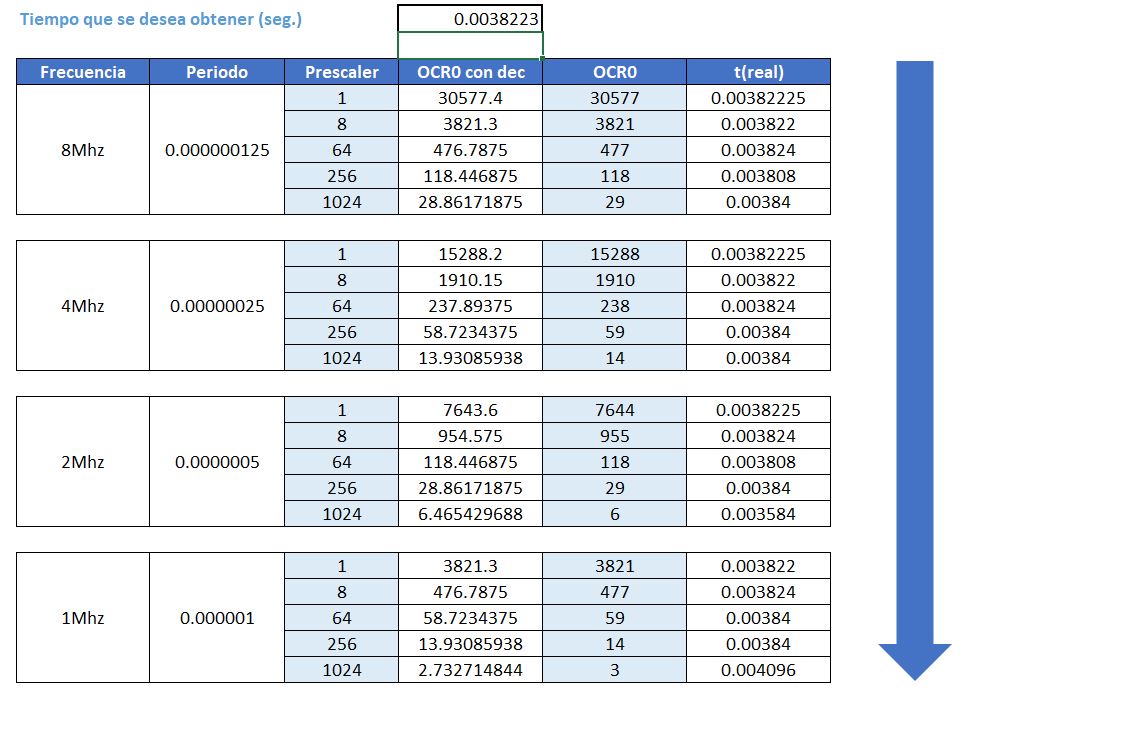 Tiempo que se desea obtener (seg.) 0.0038223
Frecuencia Periodo Prescaler OCR0 con dec OCR0 t(real)
1 30577.4 30577 0.00382225
8 3821.3 3821 0.003822
8Mhz 0.000000125 64 476.7875 477 0.003824
256 118.446875 118 0.003808
1024 28.86171875 29 0.00384
1 15288.2 15288 0.00382225
8 1910.15 1910 0.003822
4Mhz 0.00000025 64 237.89375 238 0.003824
256 58.7234375 59 0.00384
1024 13.93085938 14 0.00384
1 7643.6 7644 0.0038225
8 954.575 955 0.003824
2Mhz 0.0000005 64 118.446875 118 0.003808
256 28.86171875 29 0.00384
1024 6.465429688 6 0.003584
1 3821.3 3821 0.003822
8 476.7875 477 0.003824
1Mhz 0.000001 64 58.7234375 59 0.00384
256 13.93085938 14 0.00384
1024 2.732714844 3 0.004096